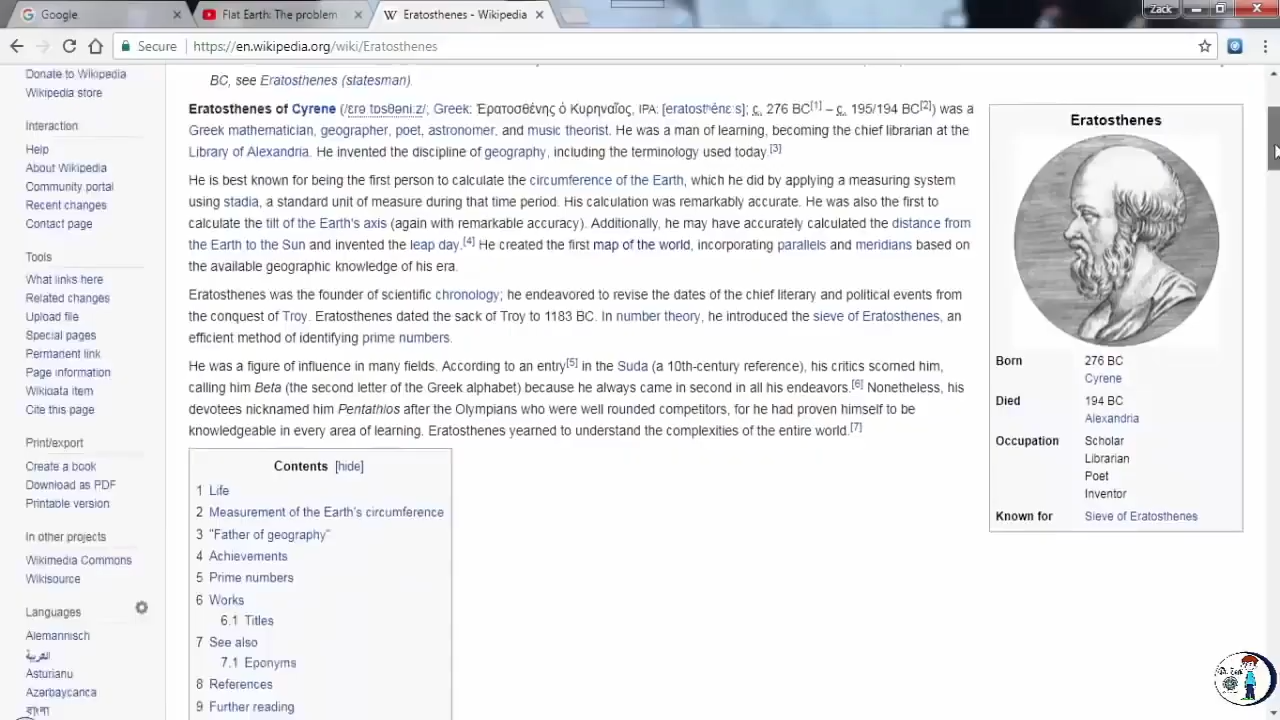 Zack
Google
Flat Earth: The problem
Eratosthenes - Wikipedia
Secure
https://en.wikipedia.org/wiki/Eratosthenes
Donate to Wikipedia
Wikipedia store
Interaction
Help
About Wikipedia
Community portal
Recent changes
Contact page
Tools
What links here
Related changes
Upload file
Special pages
Permanent link
Page information
Wikidata item
Cite this page
Print/export
Create a book
Download as PDF
Printable version
In other projects
Wikimedia Commons
Wikisource
Languages
Alemannisch
العربية
Asturianu
Azərbaycanca
বাংলা
BC, see Eratosthenes (statesman).
Eratosthenes of Cyrene (/ɛrəˈtɒsθəniːz/; Greek: Ἐρατοσθένης ὁ Κυρηναῖος, IPA: [eratostʰénɛːs]; c. 276 BC[1] – c. 195/194 BC[2]) was a
Greek mathematician, geographer, poet, astronomer, and music theorist. He was a man of learning, becoming the chief librarian at the
Library of Alexandria. He invented the discipline of geography, including the terminology used today.[3]
He is best known for being the first person to calculate the circumference of the Earth, which he did by applying a measuring system
using stadia, a standard unit of measure during that time period. His calculation was remarkably accurate. He was also the first to
calculate the tilt of the Earth's axis (again with remarkable accuracy). Additionally, he may have accurately calculated the distance from
the Earth to the Sun and invented the leap day.[4] He created the first map of the world, incorporating parallels and meridians based on
the available geographic knowledge of his era.
Eratosthenes was the founder of scientific chronology; he endeavored to revise the dates of the chief literary and political events from
the conquest of Troy. Eratosthenes dated the sack of Troy to 1183 BC. In number theory, he introduced the sieve of Eratosthenes, an
efficient method of identifying prime numbers.
He was a figure of influence in many fields. According to an entry[5] in the Suda (a 10th-century reference), his critics scorned him,
calling him Beta (the second letter of the Greek alphabet) because he always came in second in all his endeavors.[6] Nonetheless, his
devotees nicknamed him Pentathlos after the Olympians who were well rounded competitors, for he had proven himself to be
knowledgeable in every area of learning. Eratosthenes yearned to understand the complexities of the entire world.[7]
Contents [hide]
1 Life
2 Measurement of the Earth's circumference
3 "Father of geography"
4 Achievements
5 Prime numbers
6 Works
6.1 Titles
7 See also
7.1 Eponyms
8 References
9 Further reading
Eratosthenes
Born 276 BC
Cyrene
Died 194 BC
Alexandria
Occupation Scholar
Librarian
Poet
Inventor
Known for Sieve of Eratosthenes